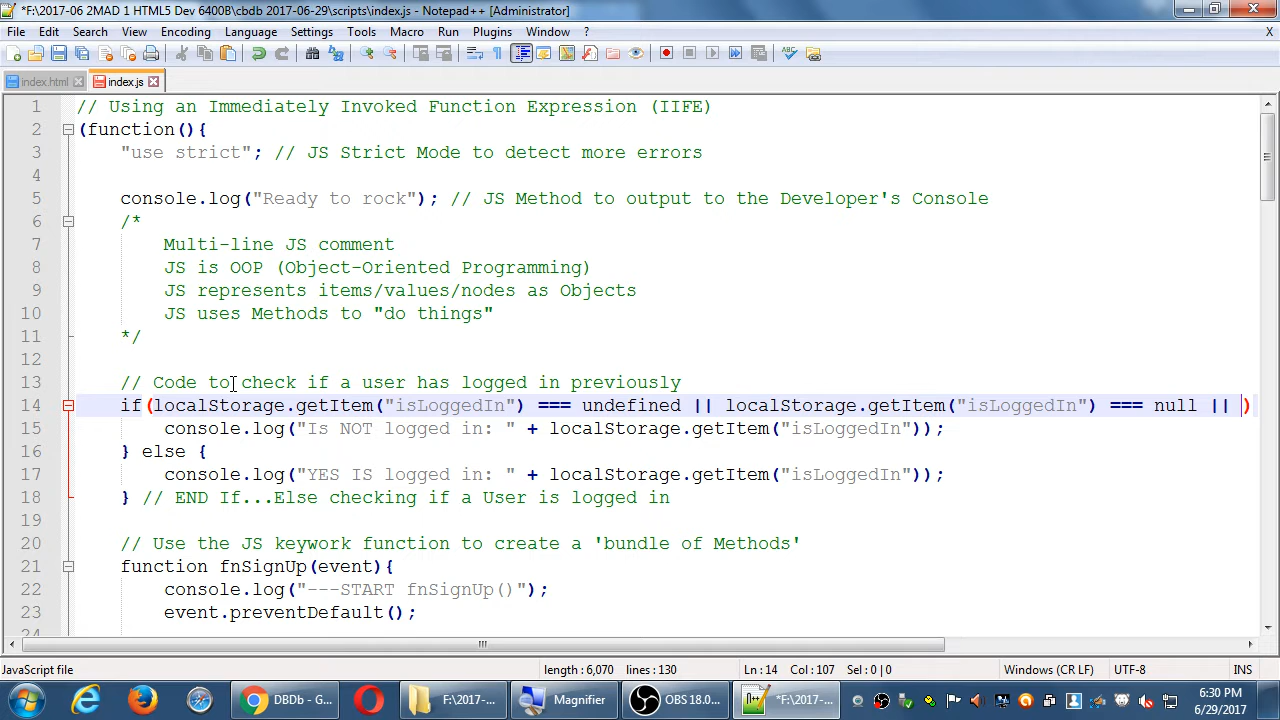 *F:\2017-06 2MAD 1 HTML5 Dev 6400B\cbdb 2017-06-29\scripts\index.js - Notepad++ [Administrator]
File Edit Search View Encoding Language Settings Tools Macro Run Plugins Window ? X
index.html index.js
1 // Using an Immediately Invoked Function Expression (IIFE)
2 (function(){
3 "use strict"; // JS Strict Mode to detect more errors
4
5 console.log("Ready to rock"); // JS Method to output to the Developer's Console
6 /*
7 Multi-line JS comment
8 JS is OOP (Object-Oriented Programming)
9 JS represents items/values/nodes as Objects
10 JS uses Methods to "do things"
11 */
12
13 // Code to check if a user has logged in previously
14 if(localStorage.getItem("isLoggedIn") === undefined || localStorage.getItem("isLoggedIn") === null || )
15 console.log("Is NOT logged in: " + localStorage.getItem("isLoggedIn"));
16 } else {
17 console.log("YES IS logged in: " + localStorage.getItem("isLoggedIn"));
18 } // END If...Else checking if a User is logged in
19
20 // Use the JS keywork function to create a 'bundle of Methods'
21 function fnSignUp(event){
22 console.log("---START fnSignUp()");
23 event.preventDefault();
24
JavaScript file length : 6,070 lines : 130 Ln : 14 Col : 107 Sel : 0 | 0 Windows (CR LF) UTF-8 INS
DBDb - G... F:\2017-... Magnifier OBS 18.0... *F:\2017-... 6:30 PM
6/29/2017